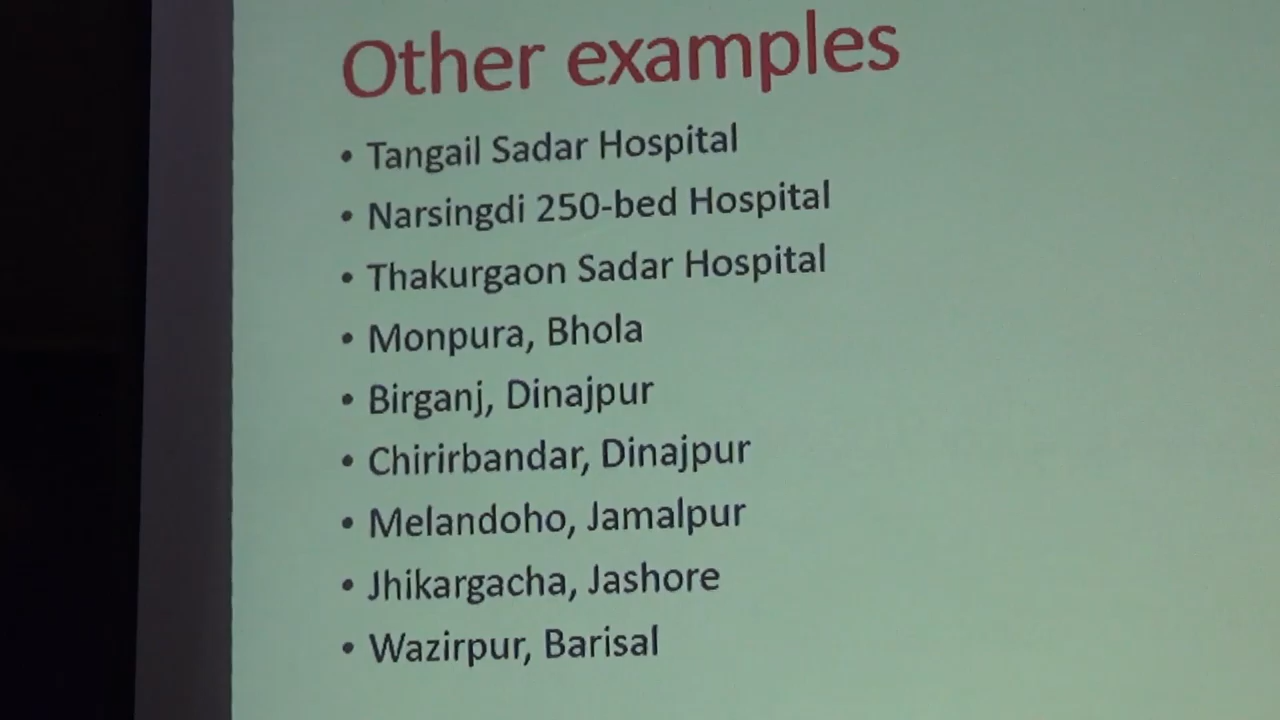 Other examples
• Tangail Sadar Hospital
• Narsingdi 250-bed Hospital
• Thakurgaon Sadar Hospital
• Monpura, Bhola
• Birganj, Dinajpur
• Chirirbandar, Dinajpur
• Melandoho, Jamalpur
• Jhikargacha, Jashore
• Wazirpur, Barisal